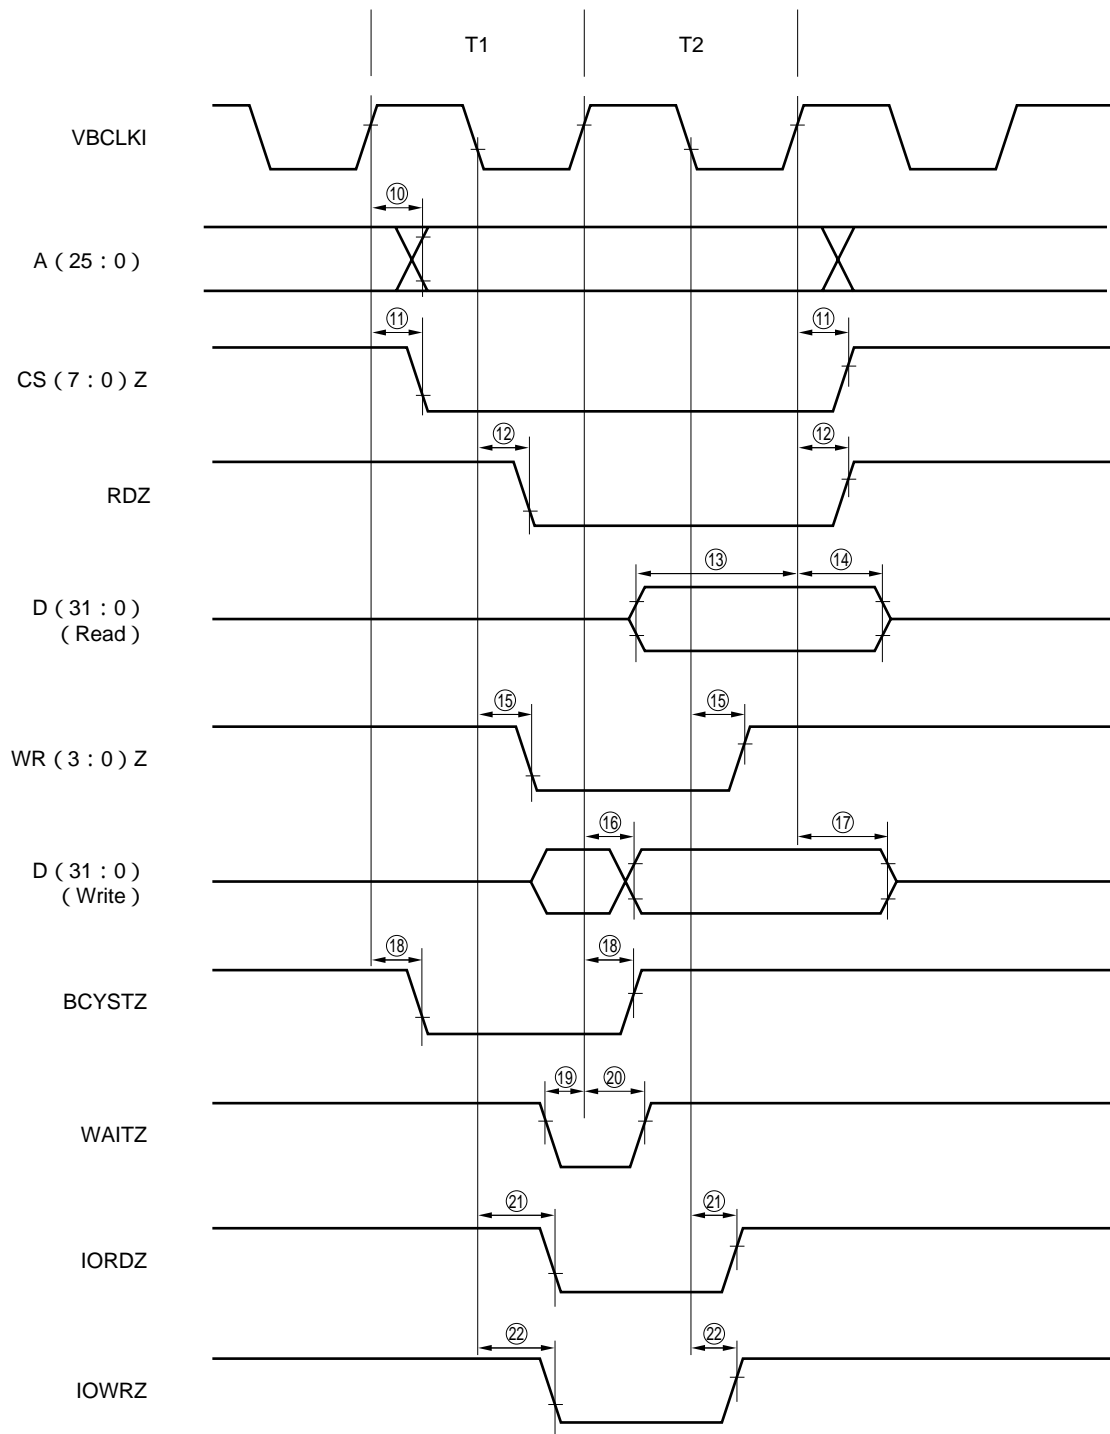 T1 T2
VBCLKI
⑩
A ( 25 : 0 )
⑪ ⑪
CS ( 7 : 0 ) Z
⑫ ⑫
RDZ
⑬ ⑭
D ( 31 : 0 )
( Read )
⑮ ⑮
WR ( 3 : 0 ) Z
⑯ ⑰
D ( 31 : 0 )
( Write )
⑱ ⑱
BCYSTZ
⑲ ⑳
WAITZ
㉑ ㉑
IORDZ
㉒ ㉒
IOWRZ